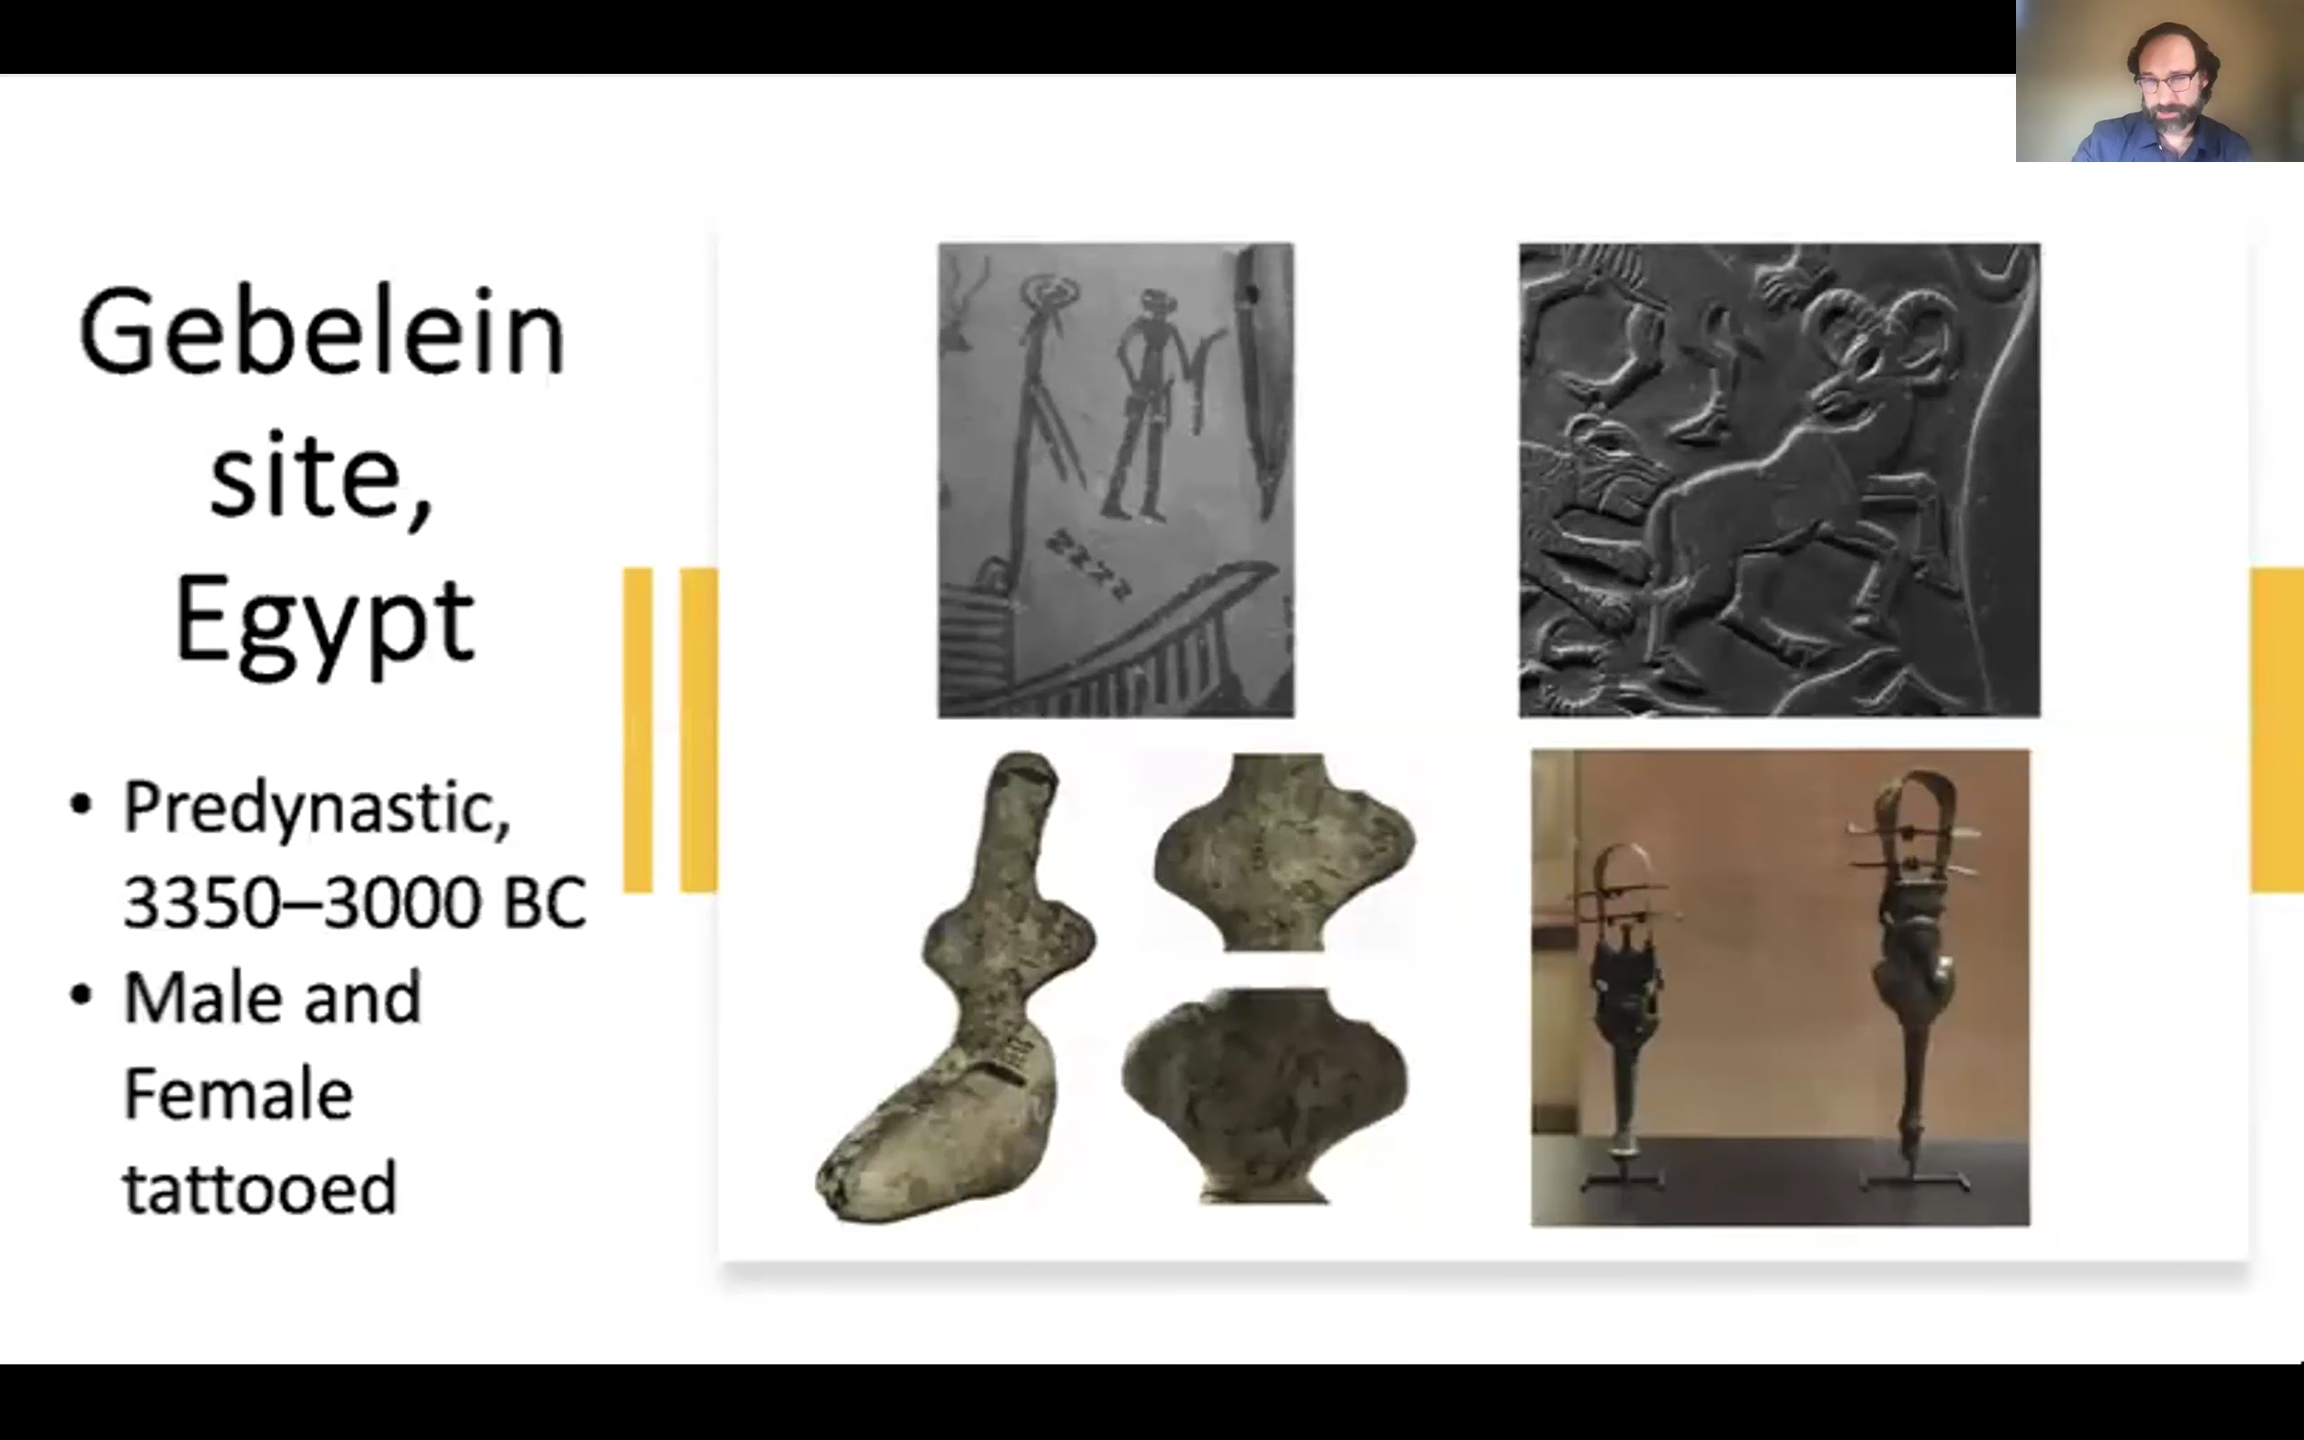 Gebelein
site,
Egypt
• Predynastic,
3350–3000 BC
• Male and
Female
tattooed